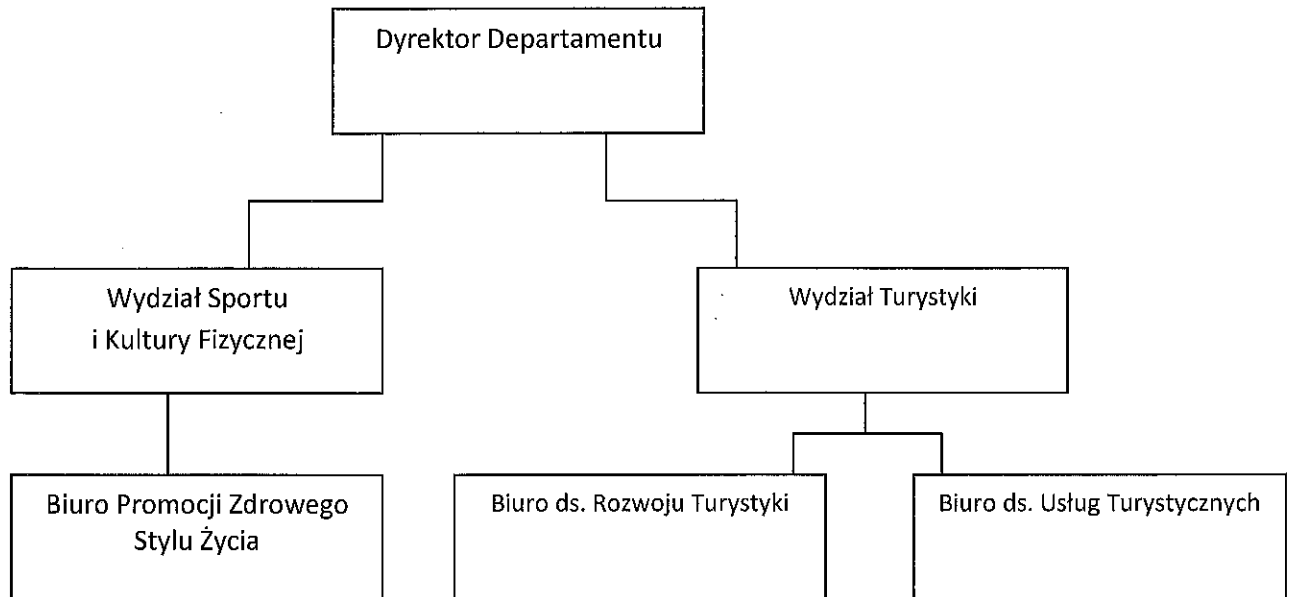 Dyrektor Departamentu
Wydział Sportu
i Kultury Fizycznej
Wydział Turystyki
Biuro Promocji Zdrowego
Stylu Życia
Biuro ds. Rozwoju Turystyki
Biuro ds. Usług Turystycznych